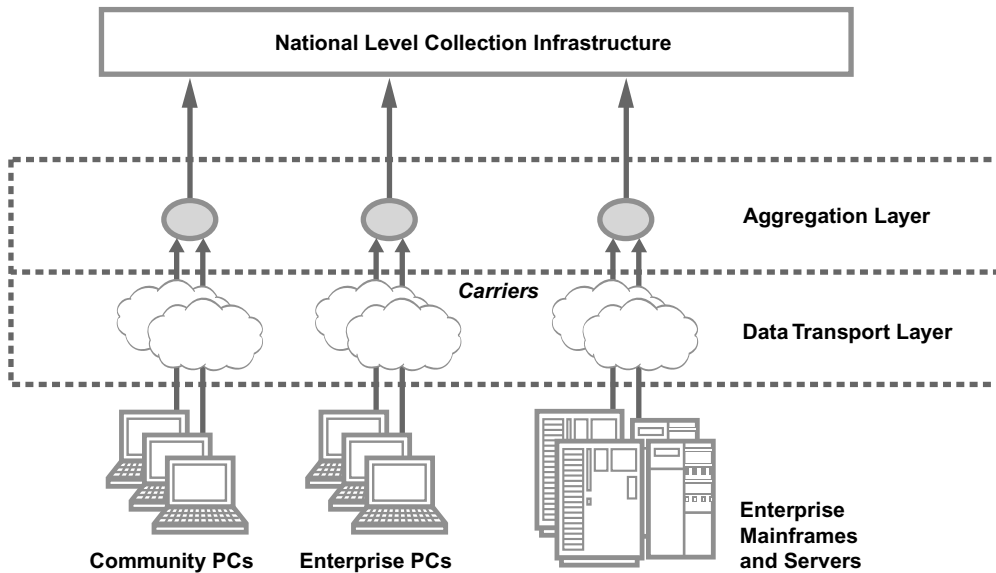 National Level Collection Infrastructure
Aggregation Layer
Carriers
Data Transport Layer
Community PCs
Enterprise PCs
Enterprise
Mainframes
and Servers